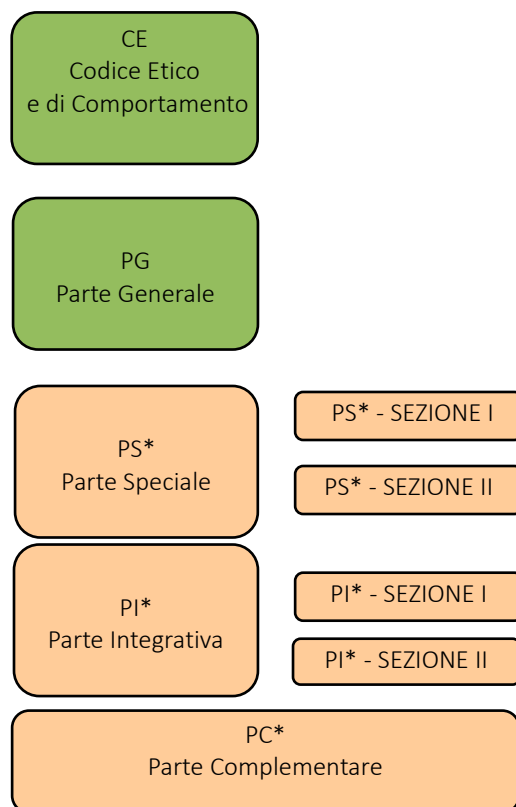 CE
Codice Etico
e di Comportamento
PG
Parte Generale
PS*
Parte Speciale
PS* - SEZIONE I
PS* - SEZIONE II
PI*
Parte Integrativa
PI* - SEZIONE I
PI* - SEZIONE II
PC*
Parte Complementare